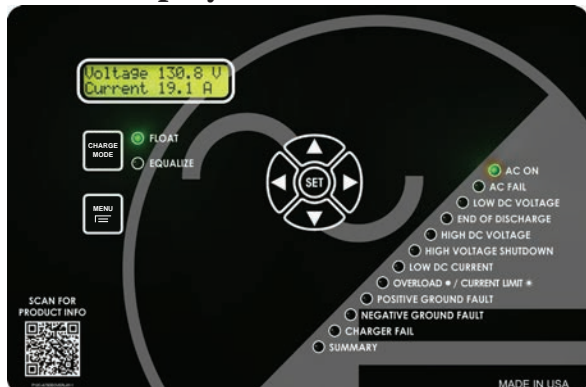 Voltage 130.8 V
Current 19.1 A
CHARGE
MODE
FLOAT
EQUALIZE
MENU
SET
AC ON
AC FAIL
LOW DC VOLTAGE
END OF DISCHARGE
HIGH DC VOLTAGE
HIGH VOLTAGE SHUTDOWN
LOW DC CURRENT
OVERLOAD ● / CURRENT LIMIT ☀
POSITIVE GROUND FAULT
NEGATIVE GROUND FAULT
CHARGER FAIL
SUMMARY
SCAN FOR
PRODUCT INFO
MADE IN USA